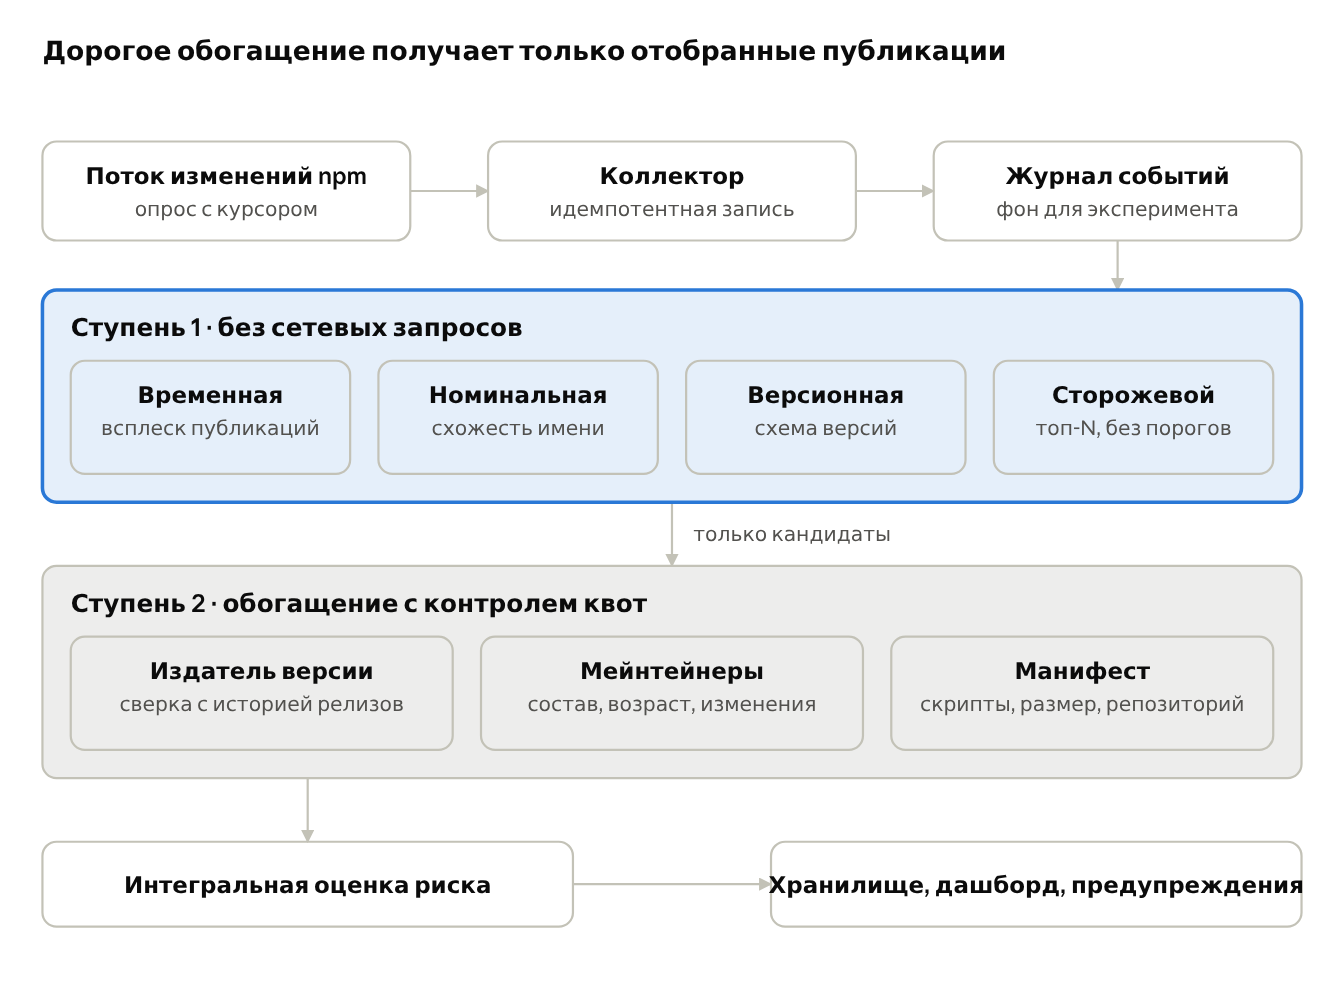 Дорогое обогащение получает только отобранные публикации
Поток изменений npm
опрос с курсором
Коллектор
идемпотентная запись
Журнал событий
фон для эксперимента
Ступень 1 · без сетевых запросов
Временная
всплеск публикаций
Номинальная
схожесть имени
Версионная
схема версий
Сторожевой
топ-N, без порогов
только кандидаты
Ступень 2 · обогащение с контролем квот
Издатель версии
сверка с историей релизов
Мейнтейнеры
состав, возраст, изменения
Манифест
скрипты, размер, репозиторий
Интегральная оценка риска
Хранилище, дашборд, предупреждения